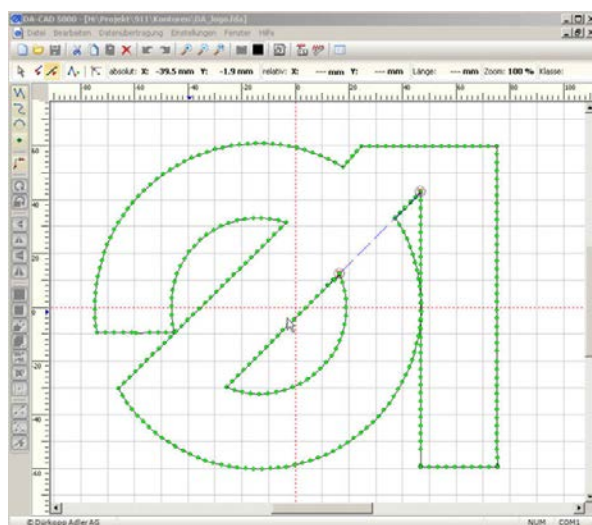 DA-CAD 5000 - [H:\Projekt\911\Konturen\DA_logo.fda]
Datei Bearbeiten Datenübertragung Einstellungen Fenster Hilfe
absolut: X: -39.5 mm Y: -1.9 mm relativ: X: --- mm Y: --- mm Länge: --- mm Zoom: 100 % Klasse:
-80 -60 -40 -20 0 20 40 60 80 100
60
40
20
0
-20
-40
-60
© Dürkopp Adler AG NUM COM1